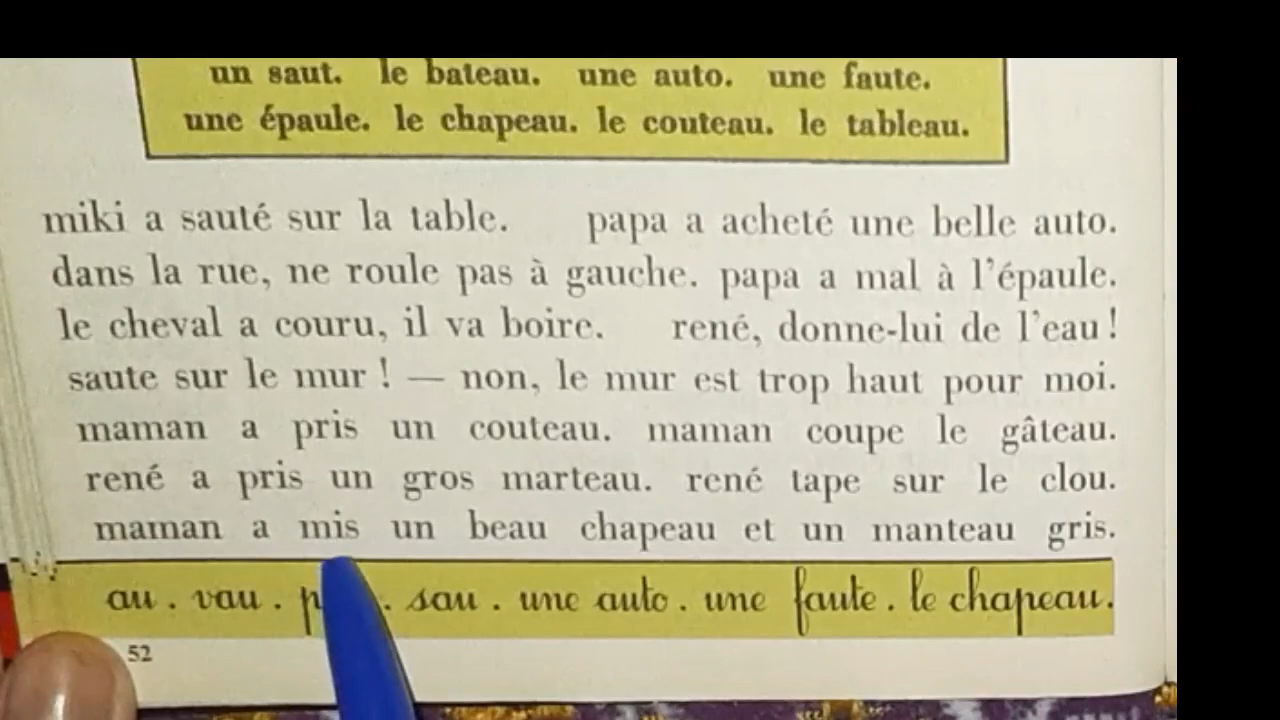 un saut. le bateau. une auto. une faute.
une épaule. le chapeau. le couteau. le tableau.
miki a sauté sur la table. papa a acheté une belle auto.
dans la rue, ne roule pas à gauche. papa a mal à l'épaule.
le cheval a couru, il va boire. rené, donne-lui de l'eau !
saute sur le mur ! — non, le mur est trop haut pour moi.
maman a pris un couteau. maman coupe le gâteau.
rené a pris un gros marteau. rené tape sur le clou.
maman a mis un beau chapeau et un manteau gris.
au . vau . . sau . une auto . une faute . le chapeau.
52